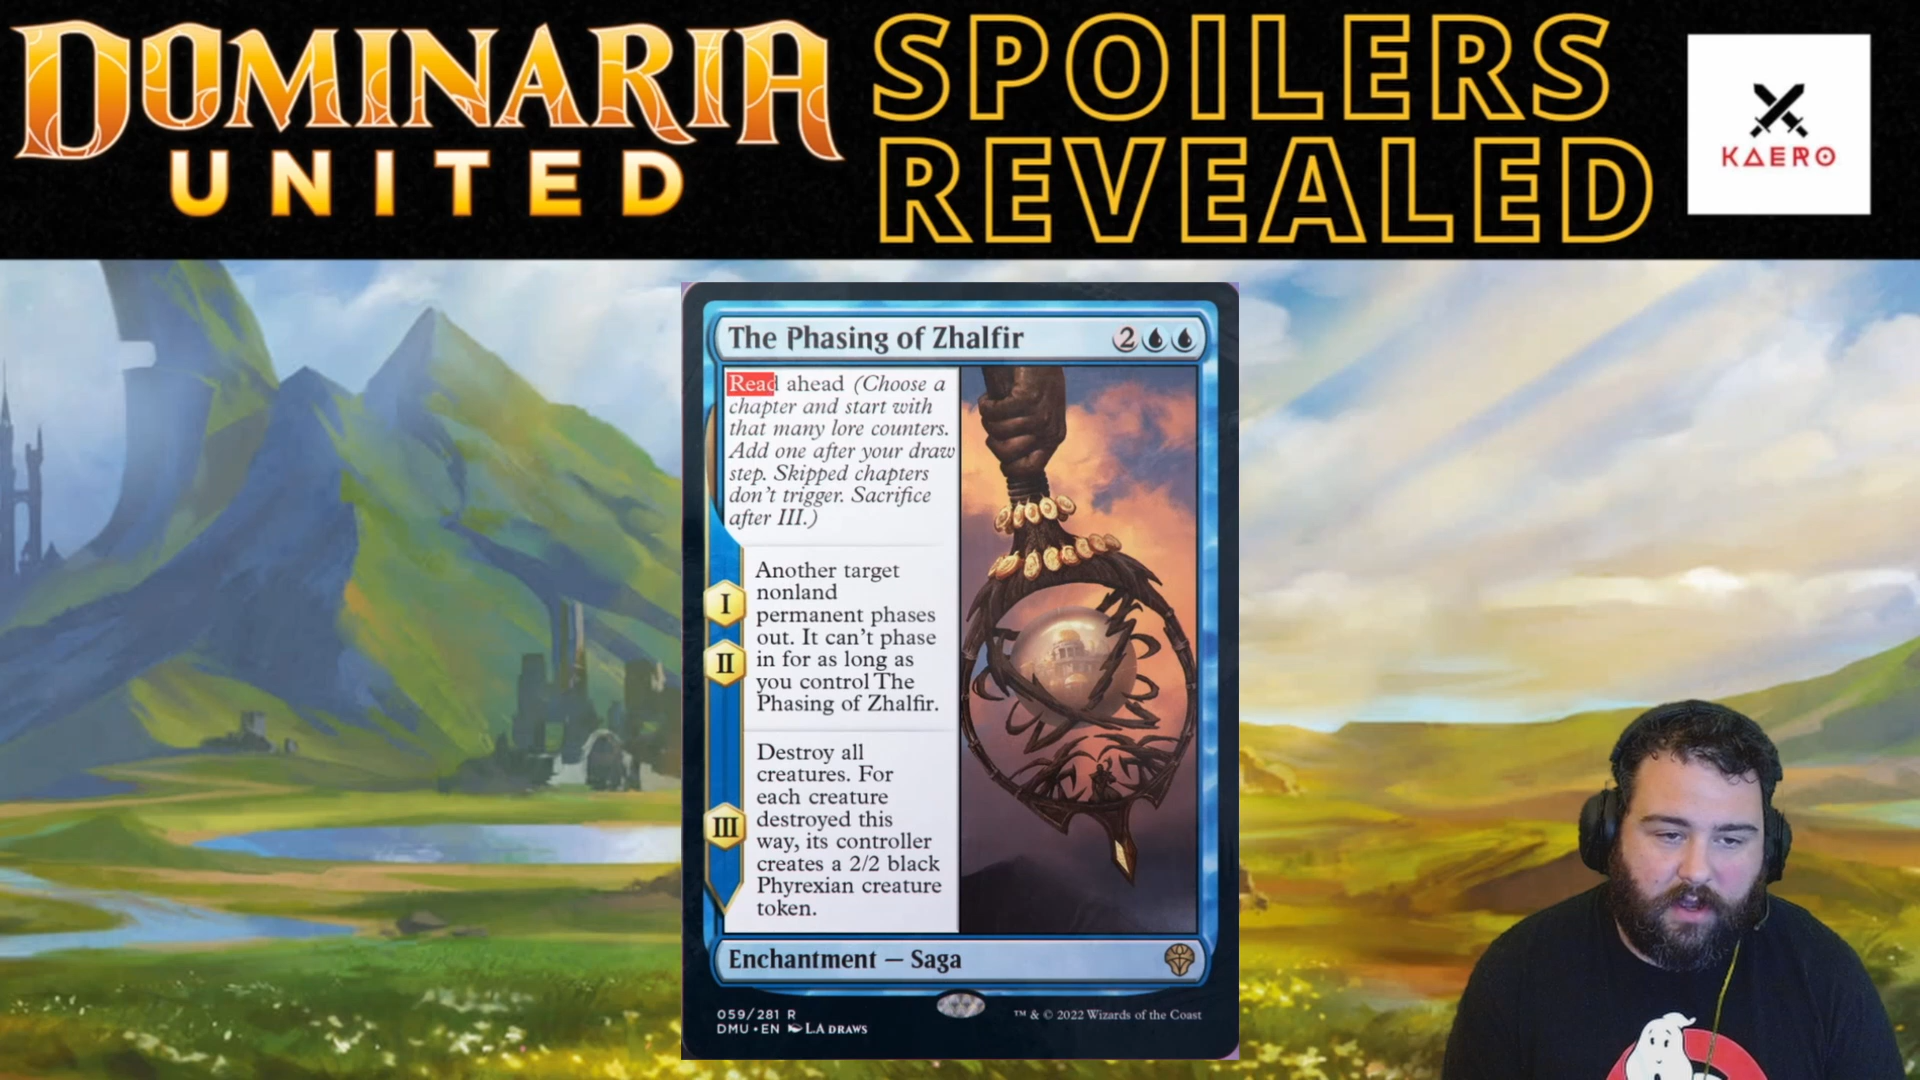 DOMINARIA
UNITED
SPOILERS
REVEALED
KAERO
The Phasing of Zhalfir 2
Read ahead (Choose a
chapter and start with
that many lore counters.
Add one after your draw
step. Skipped chapters
don't trigger. Sacrifice
after III.)
I
II
Another target
nonland
permanent phases
out. It can't phase
in for as long as
you control The
Phasing of Zhalfir.
III
Destroy all
creatures. For
each creature
destroyed this
way, its controller
creates a 2/2 black
Phyrexian creature
token.
Enchantment — Saga
059/281 R
DMU • EN LA DRAWS
™ & © 2022 Wizards of the Coast